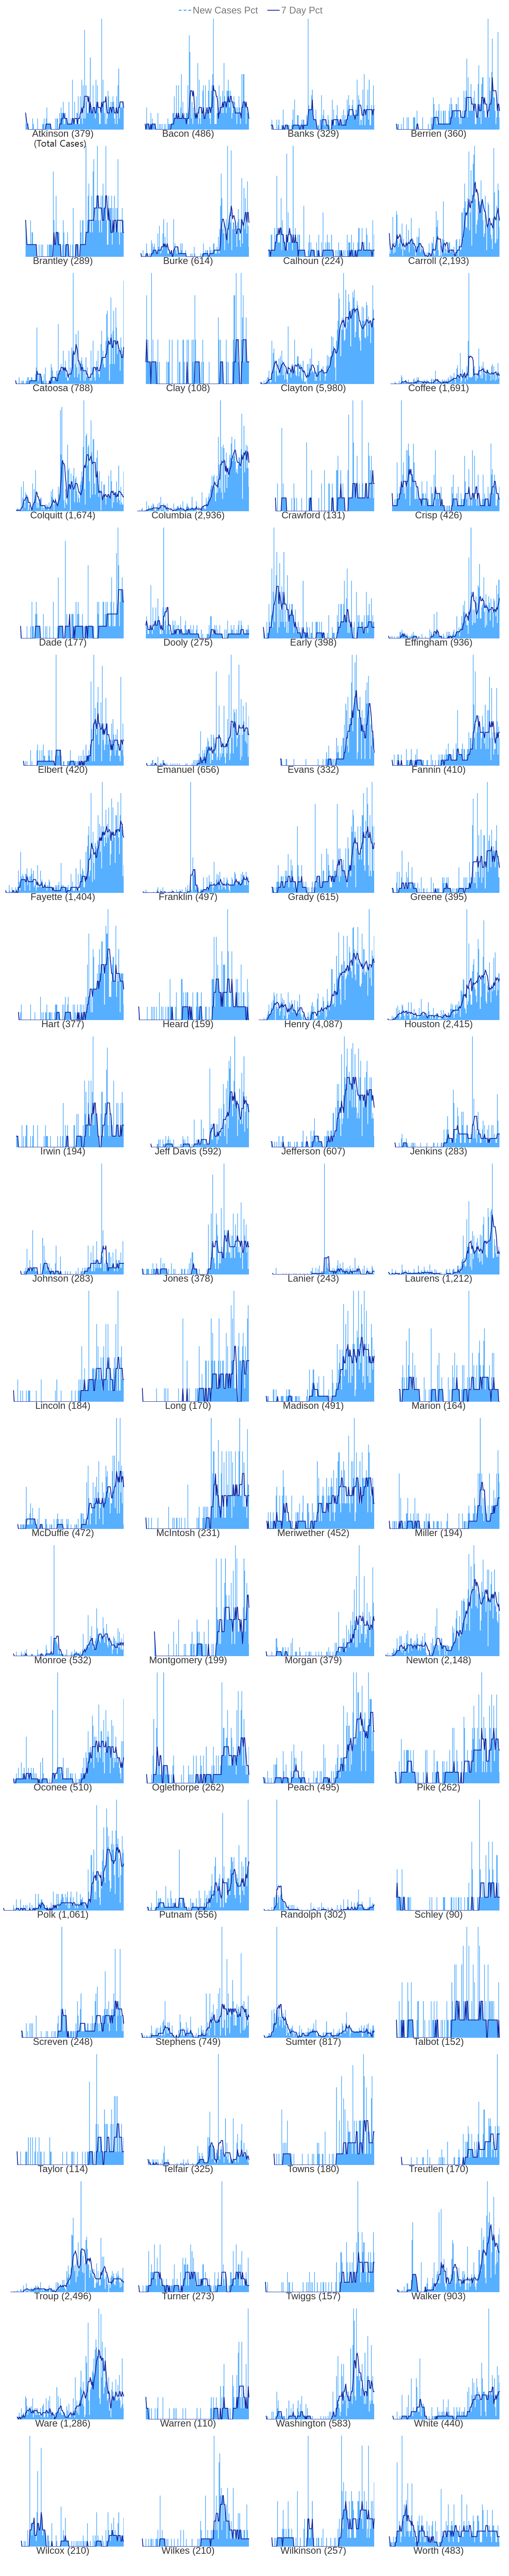 New Cases Pct 7 Day Pct
Atkinson (379) Bacon (486) Banks (329) Berrien (360)
(Total Cases)
Brantley (289) Burke (614) Calhoun (224) Carroll (2,193)
Catoosa (788) Clay (108) Clayton (5,980) Coffee (1,691)
Colquitt (1,674) Columbia (2,936) Crawford (131) Crisp (426)
Dade (177) Dooly (275) Early (398) Effingham (936)
Elbert (420) Emanuel (656) Evans (332) Fannin (410)
Fayette (1,404) Franklin (497) Grady (615) Greene (395)
Hart (377) Heard (159) Henry (4,087) Houston (2,415)
Irwin (194) Jeff Davis (592) Jefferson (607) Jenkins (283)
Johnson (283) Jones (378) Lanier (243) Laurens (1,212)
Lincoln (184) Long (170) Madison (491) Marion (164)
McDuffie (472) McIntosh (231) Meriwether (452) Miller (194)
Monroe (532) Montgomery (199) Morgan (379) Newton (2,148)
Oconee (510) Oglethorpe (262) Peach (495) Pike (262)
Polk (1,061) Putnam (556) Randolph (302) Schley (90)
Screven (248) Stephens (749) Sumter (817) Talbot (152)
Taylor (114) Telfair (325) Towns (180) Treutlen (170)
Troup (2,496) Turner (273) Twiggs (157) Walker (903)
Ware (1,286) Warren (110) Washington (583) White (440)
Wilcox (210) Wilkes (210) Wilkinson (257) Worth (483)